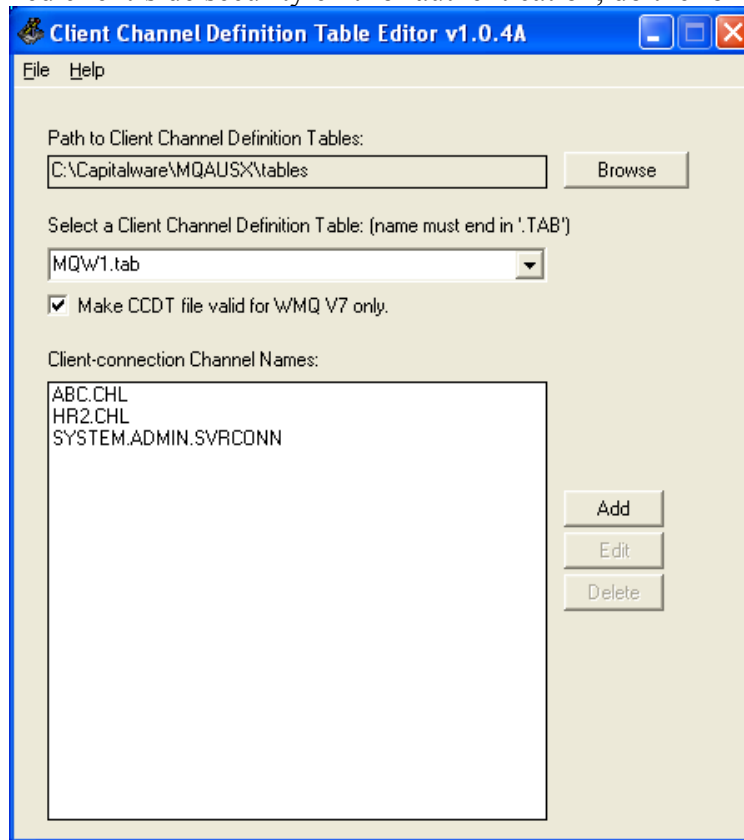 Client Channel Definition Table Editor v1.0.4A
File Help
Path to Client Channel Definition Tables:
C:\Capitalware\MQAUSX\tables
Browse
Select a Client Channel Definition Table: (name must end in '.TAB')
MQW1.tab
Make CCDT file valid for WMQ V7 only.
Client-connection Channel Names:
ABC.CHL
HR2.CHL
SYSTEM.ADMIN.SVRCONN
Add
Edit
Delete